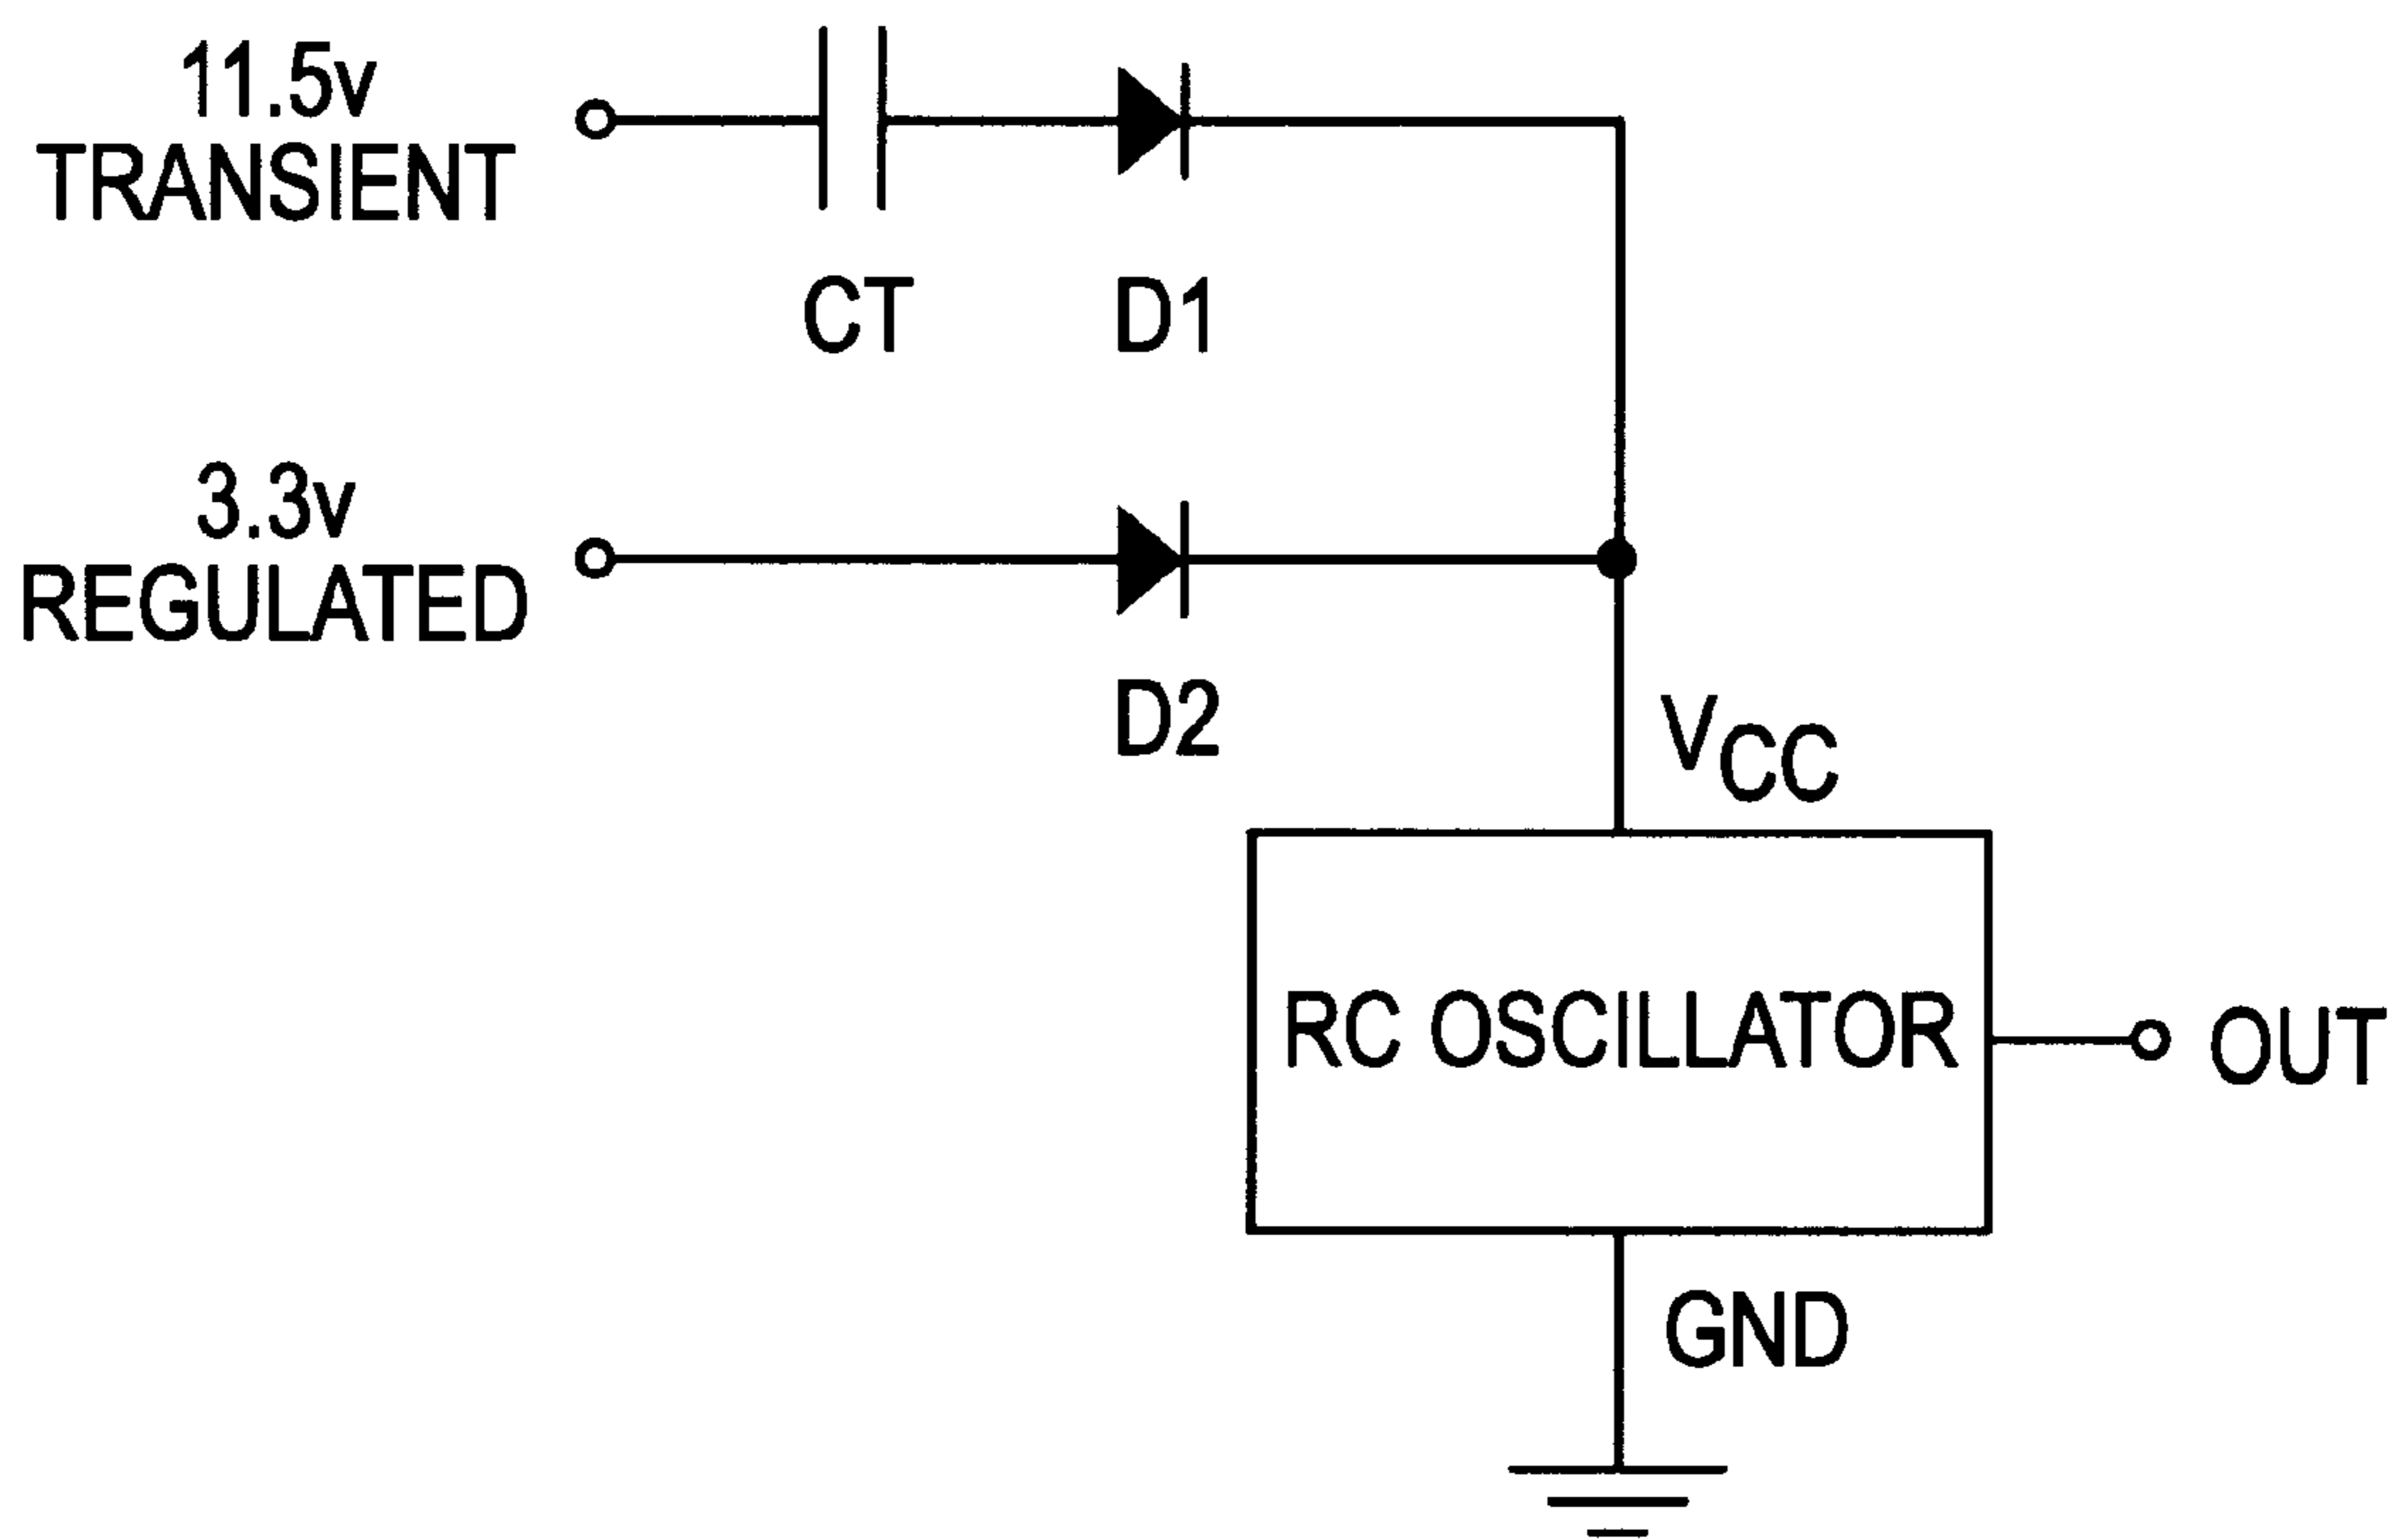 11.5v
TRANSIENT
CT
D1
3.3v
REGULATED
D2
VCC
RC OSCILLATOR
OUT
GND